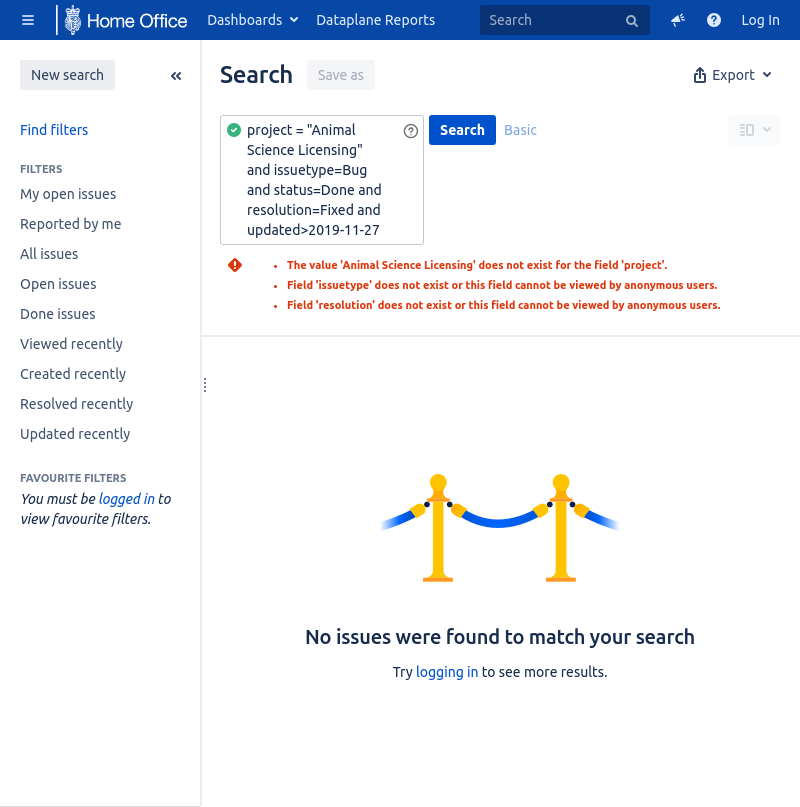 Home Office
Dashboards
Dataplane Reports
Search
Log In
New search
Find filters
FILTERS
My open issues
Reported by me
All issues
Open issues
Done issues
Viewed recently
Created recently
Resolved recently
Updated recently
FAVOURITE FILTERS
You must be logged in to
view favourite filters.
Search
Save as
Export
project = "Animal
Science Licensing"
and issuetype=Bug
and status=Done and
resolution=Fixed and
updated>2019-11-27
Search
Basic
• The value 'Animal Science Licensing' does not exist for the field 'project'.
• Field 'issuetype' does not exist or this field cannot be viewed by anonymous users.
• Field 'resolution' does not exist or this field cannot be viewed by anonymous users.
No issues were found to match your search
Try logging in to see more results.